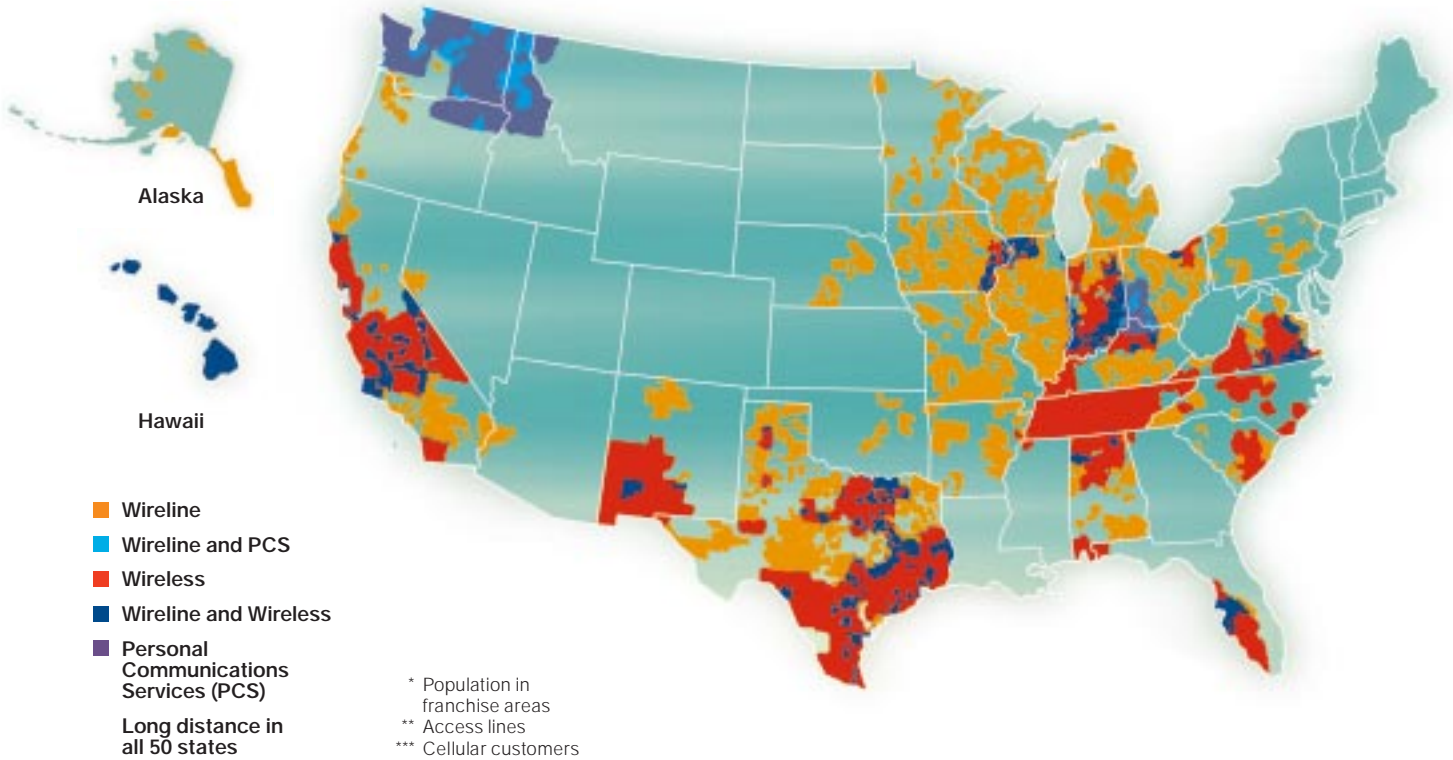 Alaska
Hawaii
Wireline
Wireline and PCS
Wireless
Wireline and Wireless
Personal
Communications
Services (PCS)
Long distance in
all 50 states
* Population in
franchise areas
** Access lines
*** Cellular customers